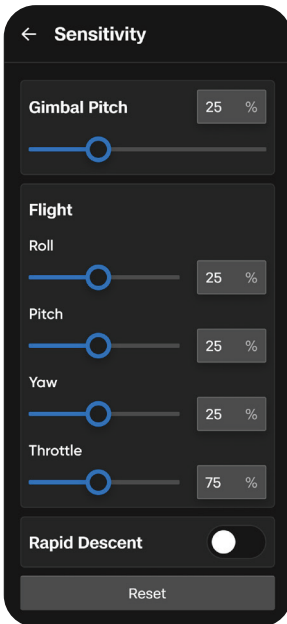 Sensitivity
Gimbal Pitch 25 %
Flight
Roll
25 %
Pitch
25 %
Yaw
25 %
Throttle
75 %
Rapid Descent
Reset